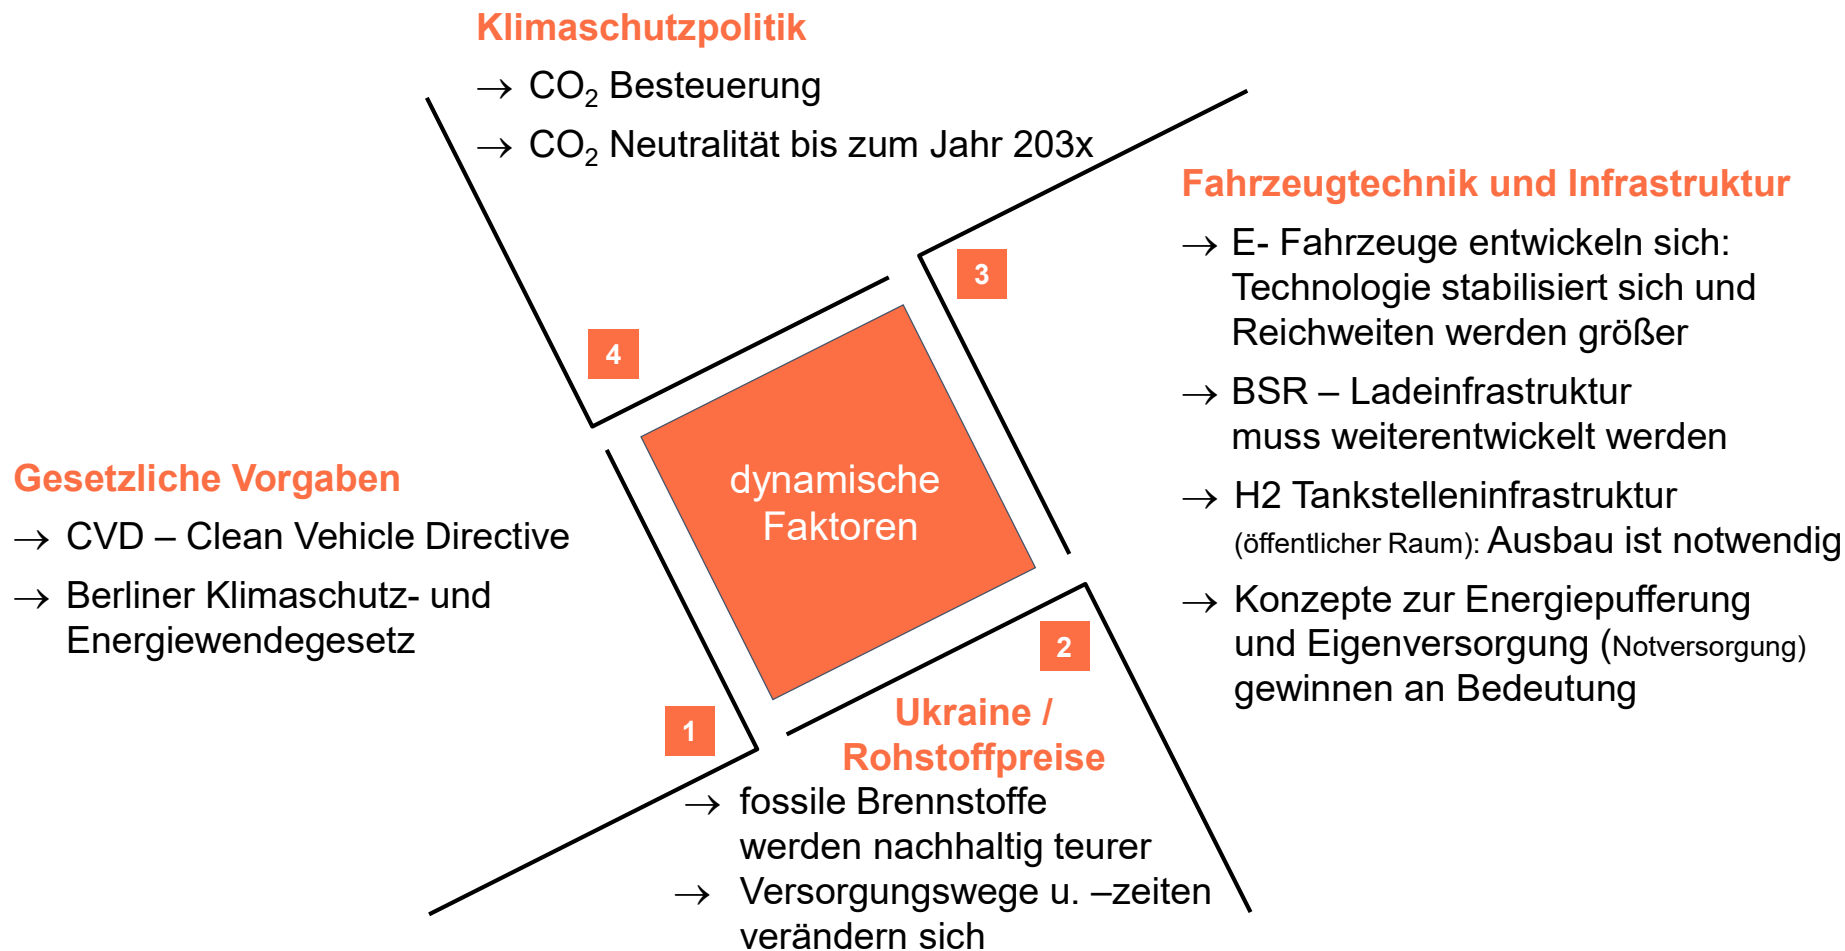 Klimaschutzpolitik
→ CO₂ Besteuerung
→ CO₂ Neutralität bis zum Jahr 203x
Fahrzeugtechnik und Infrastruktur
→ E- Fahrzeuge entwickeln sich:
Technologie stabilisiert sich und
Reichweiten werden größer
→ BSR – Ladeinfrastruktur
muss weiterentwickelt werden
→ H2 Tankstelleninfrastruktur
(öffentlicher Raum): Ausbau ist notwendig
→ Konzepte zur Energiepufferung
und Eigenversorgung (Notversorgung)
gewinnen an Bedeutung
3
4
dynamische
Faktoren
Gesetzliche Vorgaben
→ CVD – Clean Vehicle Directive
→ Berliner Klimaschutz- und
Energiewendegesetz
1
2
Ukraine /
Rohstoffpreise
→ fossile Brennstoffe
werden nachhaltig teurer
→ Versorgungswege u. –zeiten
verändern sich